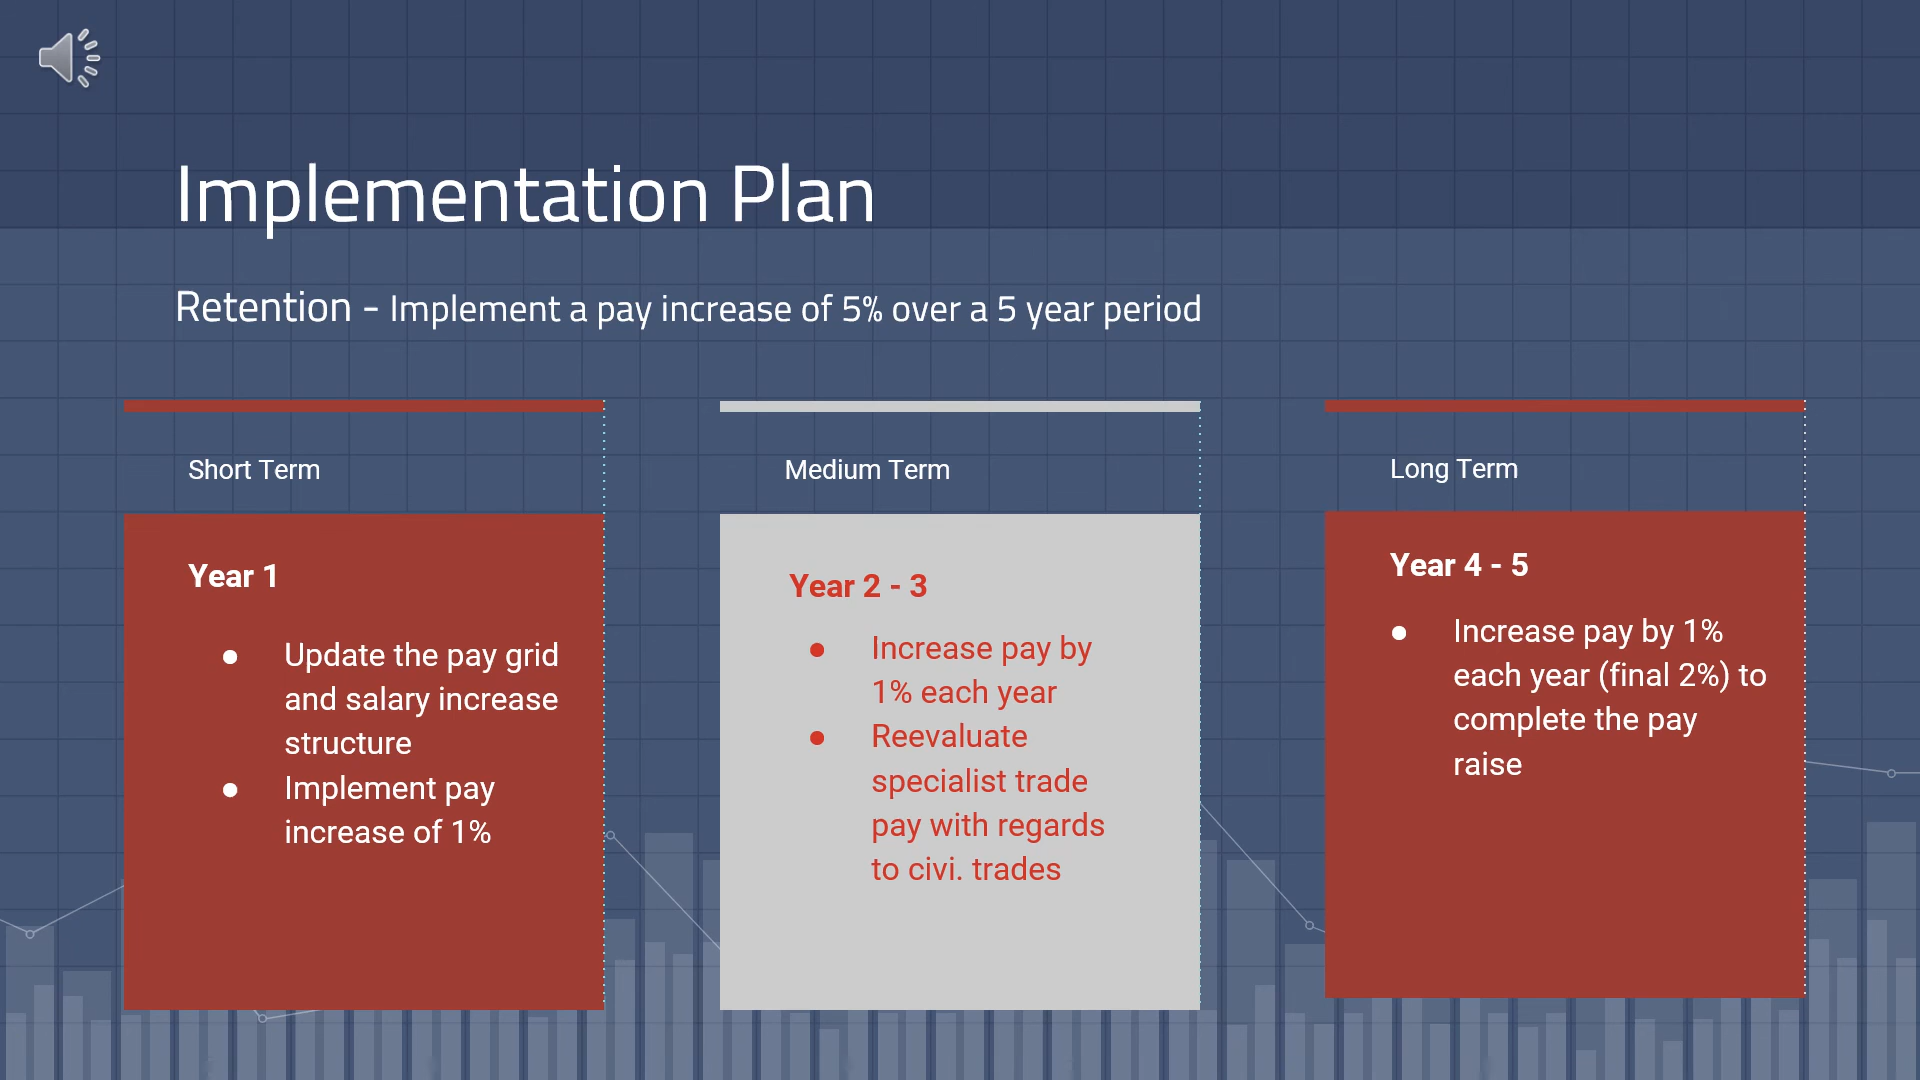 Implementation Plan
Retention - Implement a pay increase of 5% over a 5 year period
Short Term
Year 1
● Update the pay grid
and salary increase
structure
● Implement pay
increase of 1%
Medium Term
Year 2 - 3
● Increase pay by
1% each year
● Reevaluate
specialist trade
pay with regards
to civi. trades
Long Term
Year 4 - 5
● Increase pay by 1%
each year (final 2%) to
complete the pay
raise